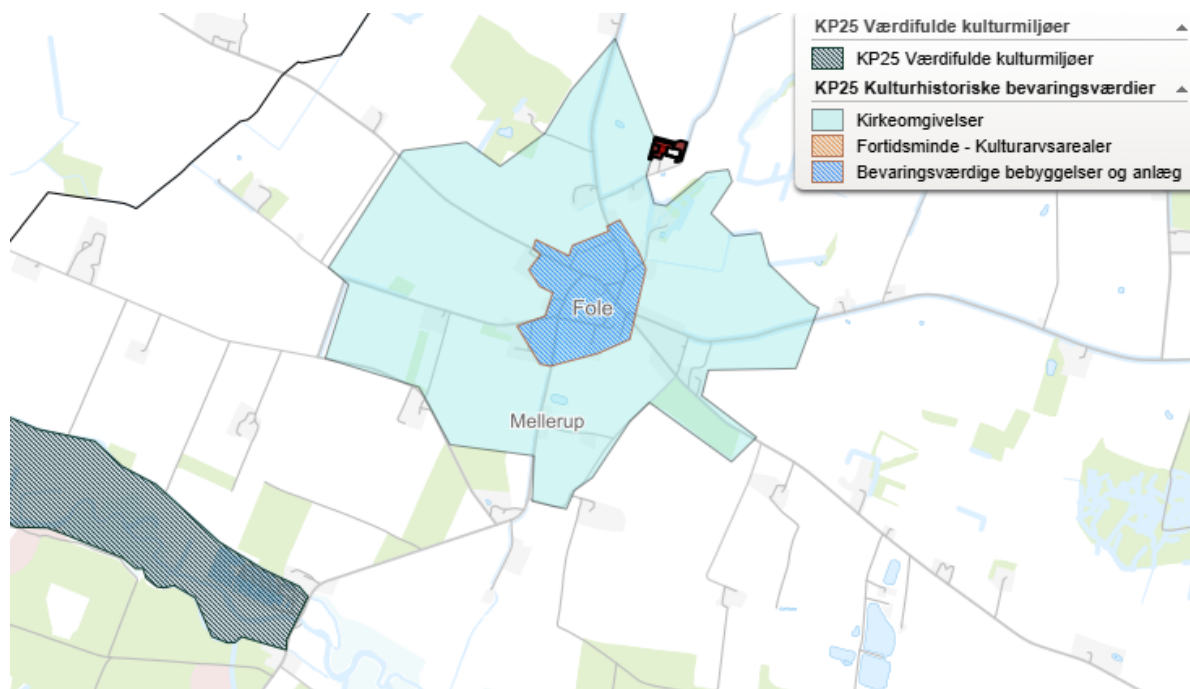 KP25 Værdifulde kulturmiljøer
KP25 Værdifulde kulturmiljøer
KP25 Kulturhistoriske bevaringsværdier
Kirkeomgivelser
Fortidsminde - Kulturarvsarealer
Bevaringsværdige bebyggelser og anlæg
Fole
Mellerup